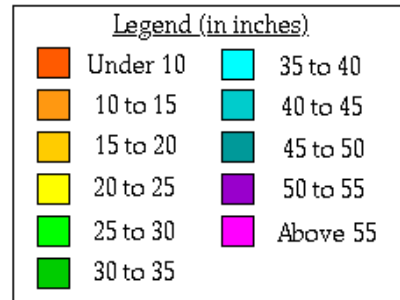 Legend (in inches)
Under 10
10 to 15
15 to 20
20 to 25
25 to 30
30 to 35
35 to 40
40 to 45
45 to 50
50 to 55
Above 55